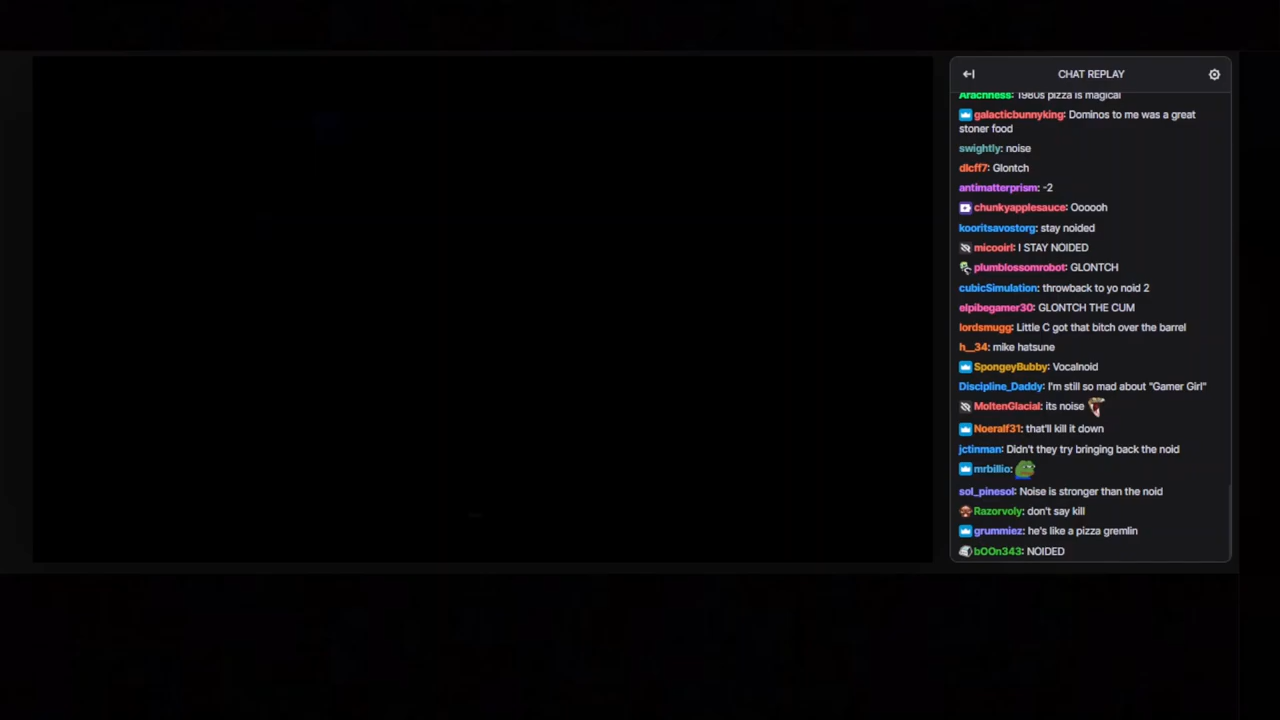 CHAT REPLAY
Arachness: 1980s pizza is magical
galacticbunnyking: Dominos to me was a great
stoner food
swightly: noise
dlcff7: Glontch
antimatterprism: -2
chunkyapplesauce: Oooooh
kooritsavostorg: stay noided
micooirl: I STAY NOIDED
plumblossomrobot: GLONTCH
cubicSimulation: throwback to yo noid 2
elpibegamer30: GLONTCH THE CUM
lordsmugg: Little C got that bitch over the barrel
h__34: mike hatsune
SpongeyBubby: Vocalnoid
Discipline_Daddy: I'm still so mad about "Gamer Girl"
MoltenGlacial: its noise
Noeralf31: that'll kill it down
jctinman: Didn't they try bringing back the noid
mrbillio:
sol_pinesol: Noise is stronger than the noid
Razorvoly: don't say kill
grummiez: he's like a pizza gremlin
bOOn343: NOIDED